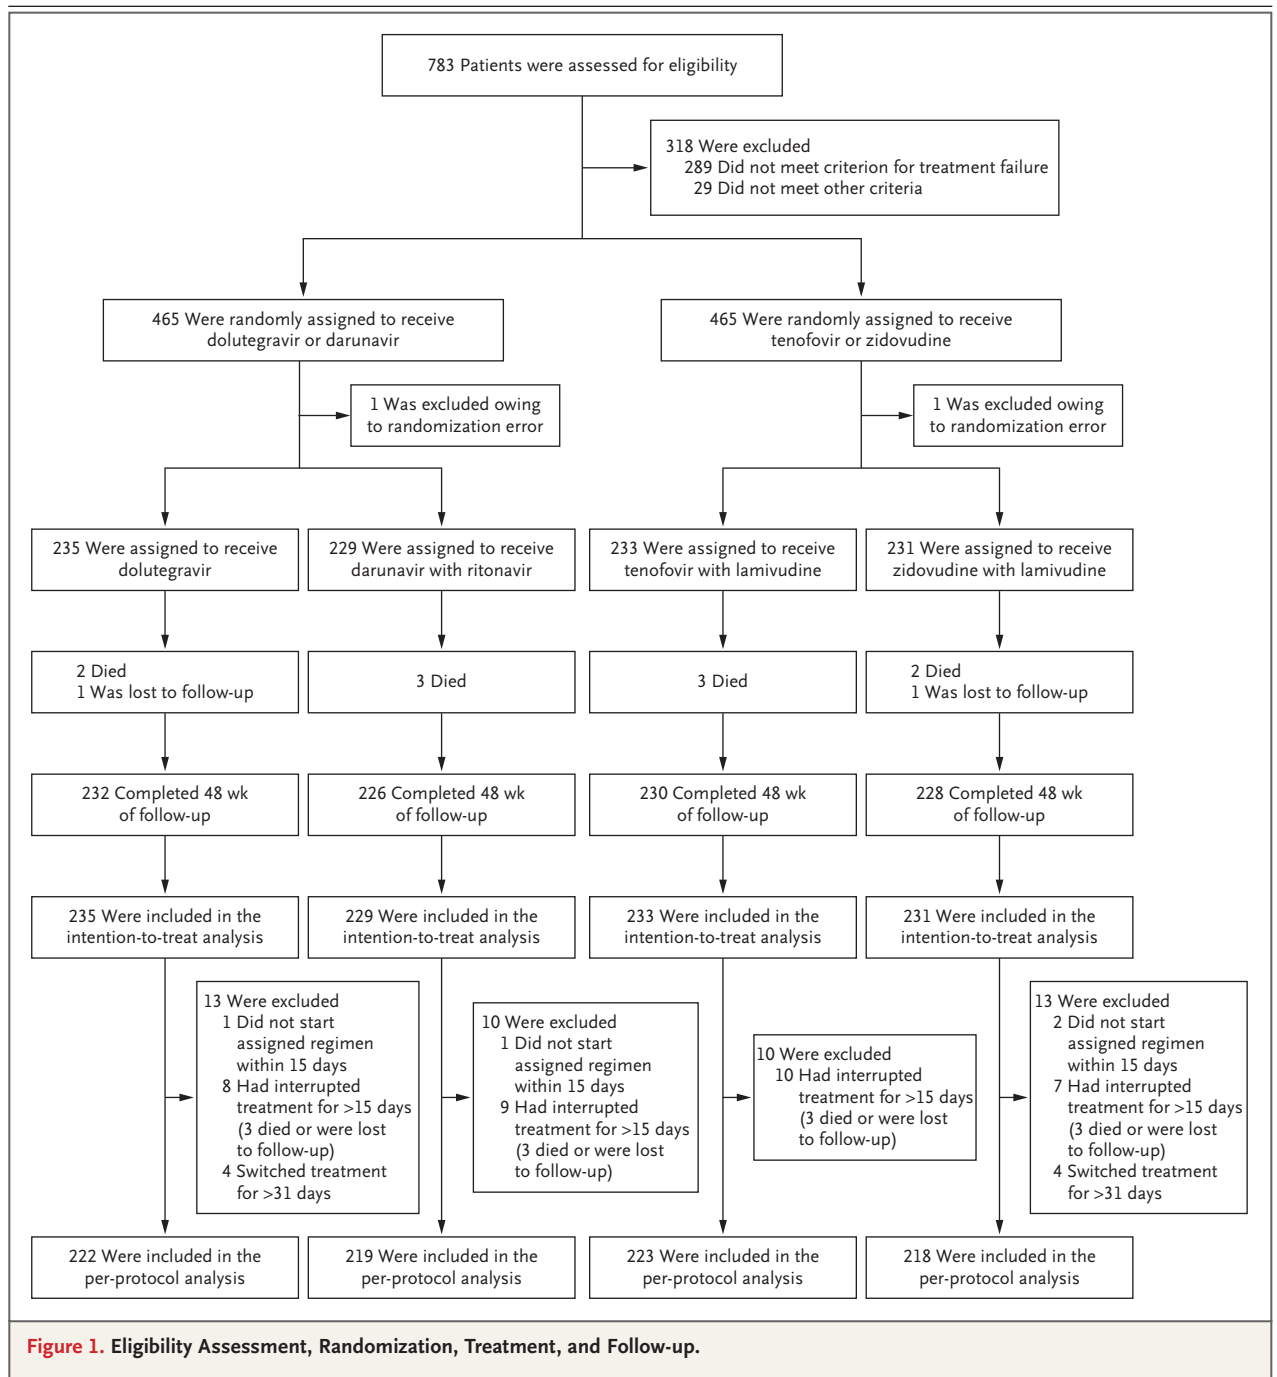 783 Patients were assessed for eligibility
318 Were excluded
289 Did not meet criterion for treatment failure
29 Did not meet other criteria
465 Were randomly assigned to receive
dolutegravir or darunavir
465 Were randomly assigned to receive
tenofovir or zidovudine
1 Was excluded owing
to randomization error
1 Was excluded owing
to randomization error
235 Were assigned to receive
dolutegravir
229 Were assigned to receive
darunavir with ritonavir
233 Were assigned to receive
tenofovir with lamivudine
231 Were assigned to receive
zidovudine with lamivudine
2 Died
1 Was lost to follow-up
3 Died
3 Died
2 Died
1 Was lost to follow-up
232 Completed 48 wk
of follow-up
226 Completed 48 wk
of follow-up
230 Completed 48 wk
of follow-up
228 Completed 48 wk
of follow-up
235 Were included in the
intention-to-treat analysis
229 Were included in the
intention-to-treat analysis
233 Were included in the
intention-to-treat analysis
231 Were included in the
intention-to-treat analysis
13 Were excluded
1 Did not start
assigned regimen
within 15 days
8 Had interrupted
treatment for >15 days
(3 died or were lost
to follow-up)
4 Switched treatment
for >31 days
10 Were excluded
1 Did not start
assigned regimen
within 15 days
9 Had interrupted
treatment for >15 days
(3 died or were lost
to follow-up)
10 Were excluded
10 Had interrupted
treatment for >15 days
(3 died or were lost
to follow-up)
13 Were excluded
2 Did not start
assigned regimen
within 15 days
7 Had interrupted
treatment for >15 days
(3 died or were lost
to follow-up)
4 Switched treatment
for >31 days
222 Were included in the
per-protocol analysis
219 Were included in the
per-protocol analysis
223 Were included in the
per-protocol analysis
218 Were included in the
per-protocol analysis
Figure 1. Eligibility Assessment, Randomization, Treatment, and Follow-up.